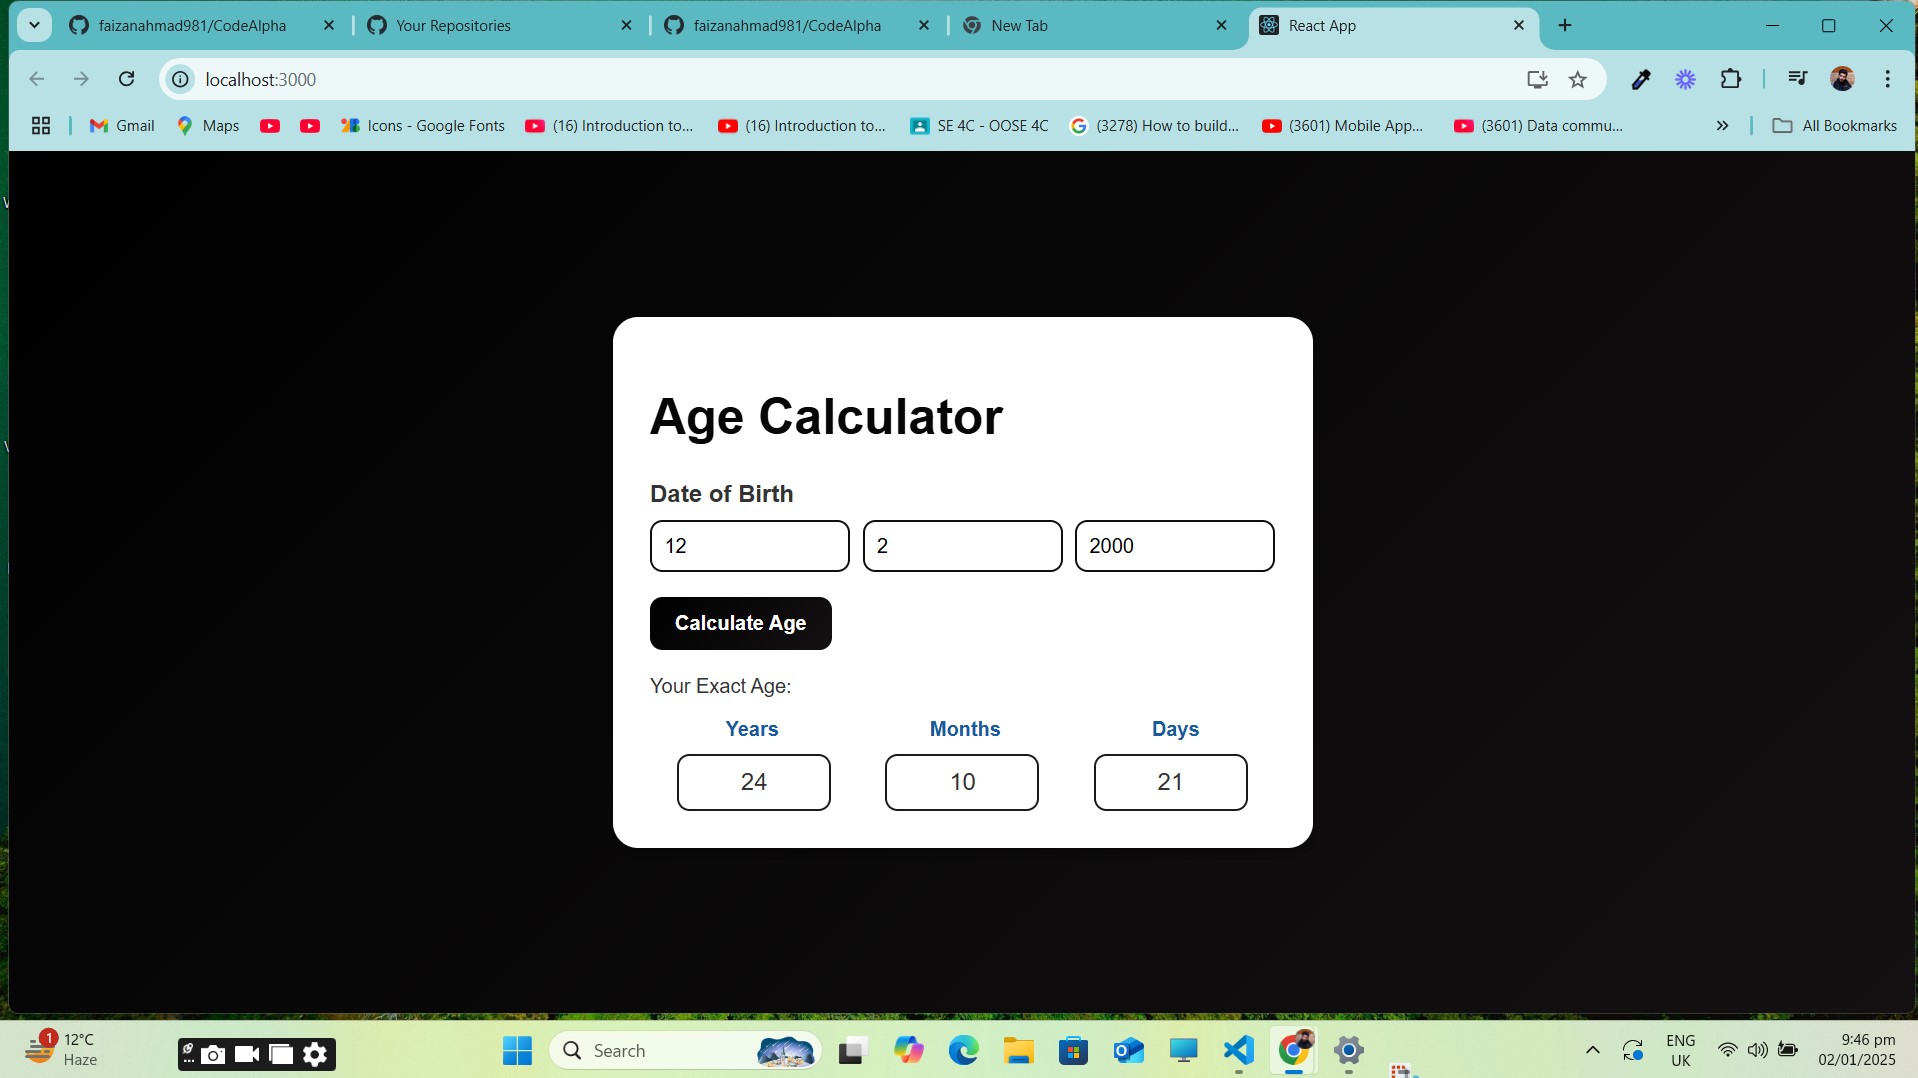 faizanahmad981/CodeAlpha
Your Repositories
faizanahmad981/CodeAlpha
New Tab
React App
localhost:3000
Gmail
Maps
Icons - Google Fonts
(16) Introduction to...
(16) Introduction to...
SE 4C - OOSE 4C
(3278) How to build...
(3601) Mobile App...
(3601) Data commu...
All Bookmarks
Age Calculator
Date of Birth
12 2 2000
Calculate Age
Your Exact Age:
Years Months Days
24 10 21
1
12°C
Haze
Search
ENG
UK
9:46 pm
02/01/2025